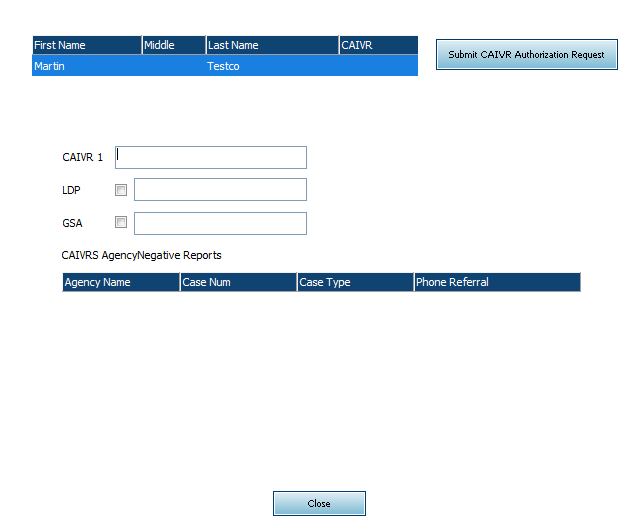 First Name Middle Last Name CAIVR
Martin Testco
Submit CAIVR Authorization Request
CAIVR 1
LDP
GSA
CAIVRS AgencyNegative Reports
Agency Name Case Num Case Type Phone Referral
Close